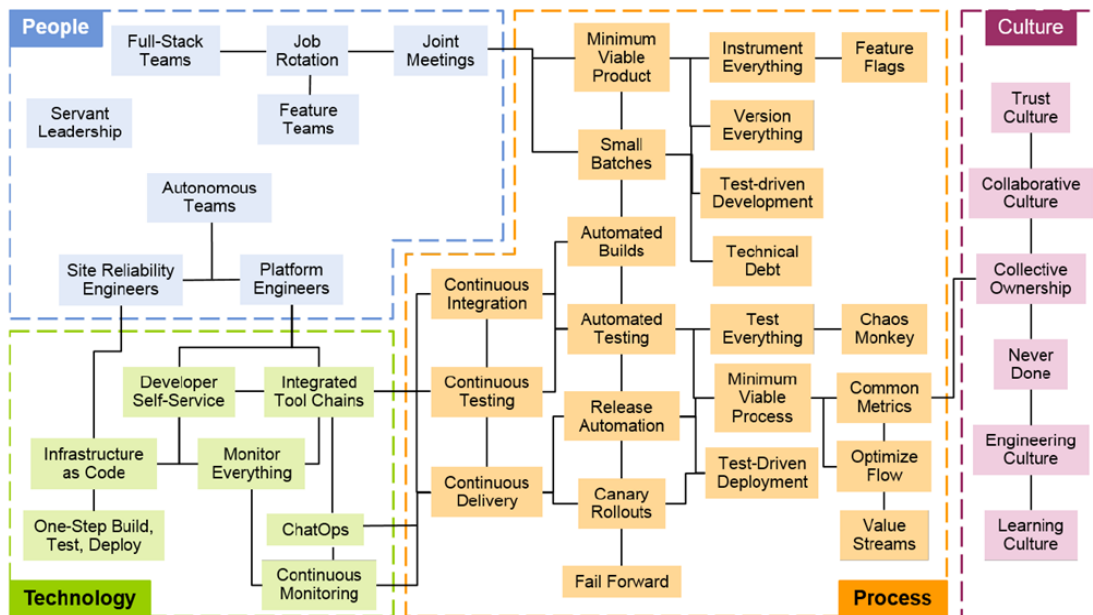 People
Full-Stack
Teams
Job
Rotation
Joint
Meetings
Servant
Leadership
Feature
Teams
Autonomous
Teams
Site Reliability
Engineers
Platform
Engineers
Developer
Self-Service
Integrated
Tool Chains
Infrastructure
as Code
Monitor
Everything
One-Step Build,
Test, Deploy
ChatOps
Continuous
Monitoring
Technology
Minimum
Viable
Product
Instrument
Everything
Feature
Flags
Version
Everything
Small
Batches
Test-driven
Development
Automated
Builds
Technical
Debt
Continuous
Integration
Automated
Testing
Test
Everything
Chaos
Monkey
Continuous
Testing
Minimum
Viable
Process
Common
Metrics
Release
Automation
Continuous
Delivery
Canary
Rollouts
Test-Driven
Deployment
Optimize
Flow
Value
Streams
Fail Forward
Process
Culture
Trust
Culture
Collaborative
Culture
Collective
Ownership
Never
Done
Engineering
Culture
Learning
Culture